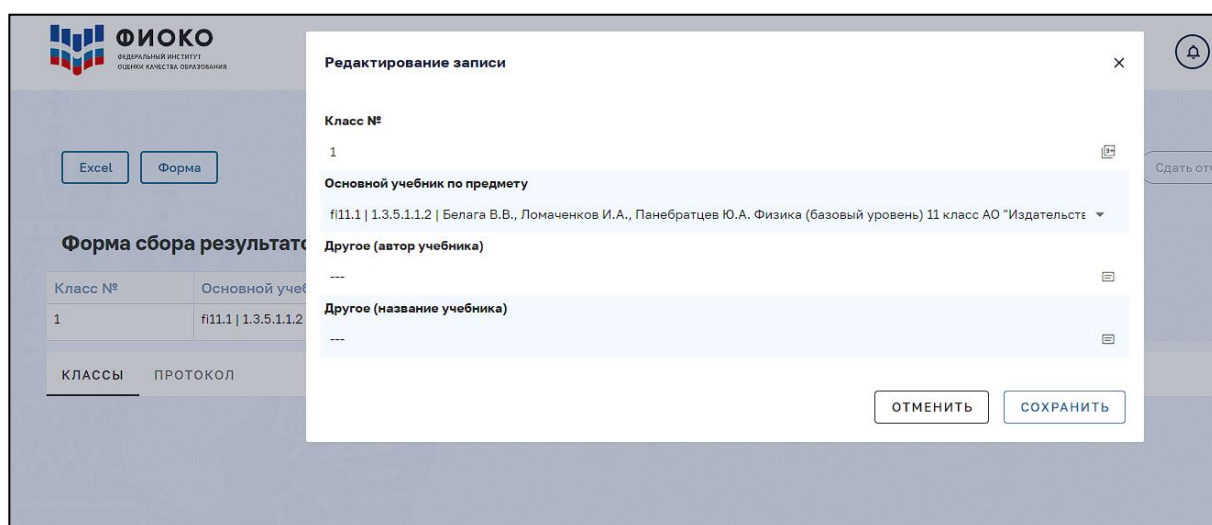 ФИОКО
ФЕДЕРАЛЬНЫЙ ИНСТИТУТ
ОЦЕНКИ КАЧЕСТВА ОБРАЗОВАНИЯ
Редактирование записи
Класс №
1
Основной учебник по предмету
fi11.1 | 1.3.5.1.1.2 | Белага В.В., Ломаченков И.А., Панебратцев Ю.А. Физика (базовый уровень) 11 класс АО "Издательств
Другое (автор учебника)
---
Другое (название учебника)
---
ОТМЕНИТЬ СОХРАНИТЬ
Excel Форма
Сдать отч
Форма сбора результато
Класс № Основной учеб
1 fi11.1 | 1.3.5.1.1.2
КЛАССЫ ПРОТОКОЛ